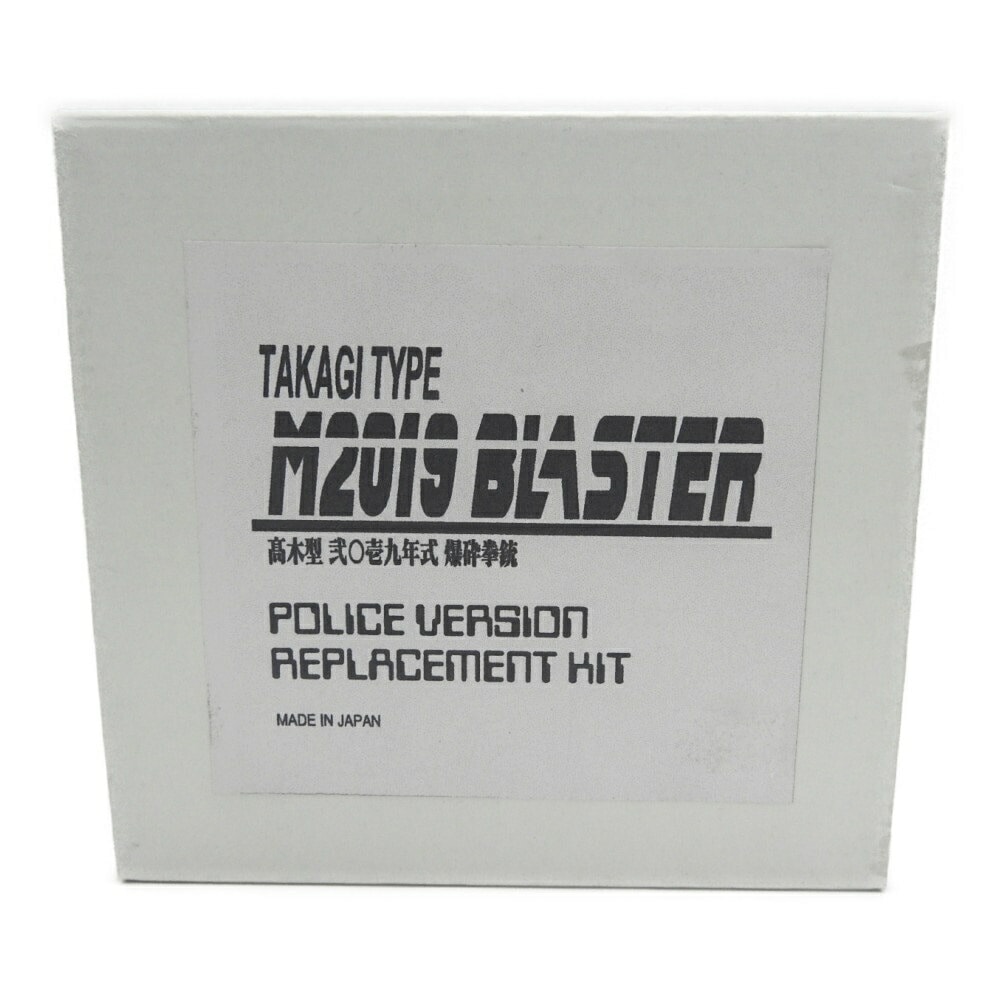 TAKAGI TYPE
M2019 BLASTER
髙木型 弐〇壱九年式 爆砕拳銃
POLICE VERSION
REPLACEMENT KIT
MADE IN JAPAN